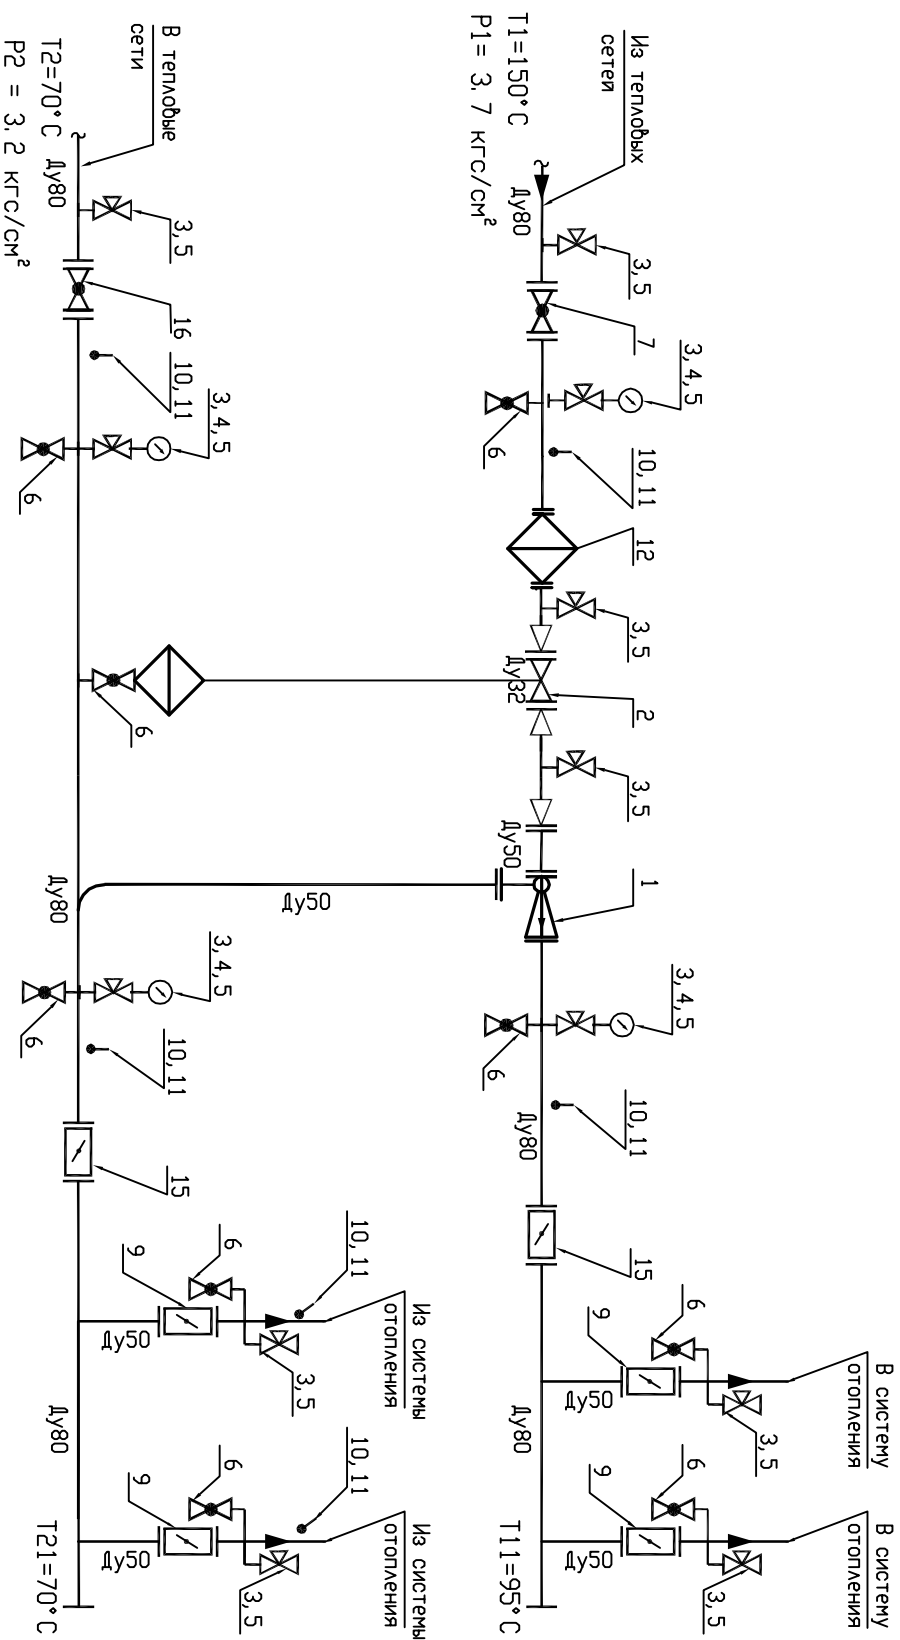 В систему
отопления
В систему
отопления
Из тепловых
сетей
T1=150°C
P1= 3,7 кгс/см²
Ду80
3,5
7
3,4,5
6
10,11
12
3,5
Ду32
2
3,5
Ду50
1
3,4,5
6
10,11
Ду80
15
9
6
3,5
Ду50
Ду80
9
6
3,5
Ду50
T11=95°C
Ду50
6
Из системы
отопления
Из системы
отопления
В тепловые
сети
T2=70°C
P2 = 3,2 кгс/см²
Ду80
3,5
16
10,11
3,4,5
6
Ду80
3,4,5
6
10,11
15
9
6
10,11
3,5
Ду50
Ду80
9
6
10,11
3,5
Ду50
T21=70°C